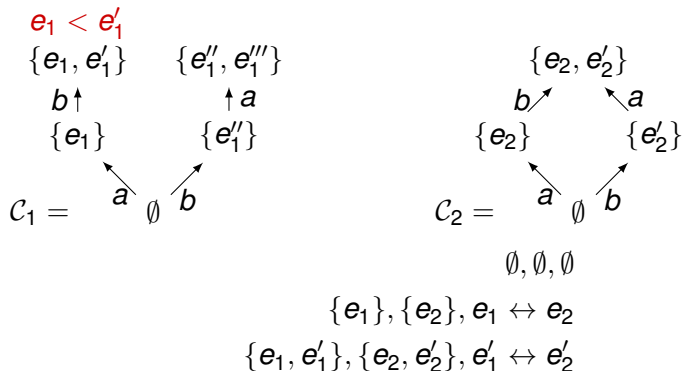 e₁ < e′₁
{e₁, e′₁} {e″₁, e‴₁} {e₂, e′₂}
b a b a
{e₁} {e″₁} {e₂} {e′₂}
a b a b
𝒞₁ = ∅ 𝒞₂ = ∅
∅, ∅, ∅
{e₁}, {e₂}, e₁ ↔ e₂
{e₁, e′₁}, {e₂, e′₂}, e′₁ ↔ e′₂